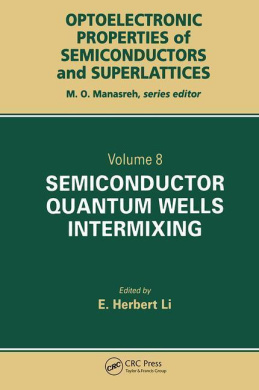 OPTOELECTRONIC
PROPERTIES of
SEMICONDUCTORS
and SUPERLATTICES
M. O. Manasreh, series editor
Volume 8
SEMICONDUCTOR
QUANTUM WELLS
INTERMIXING
Edited by
E. Herbert Li
CRC
CRC Press
Taylor & Francis Group